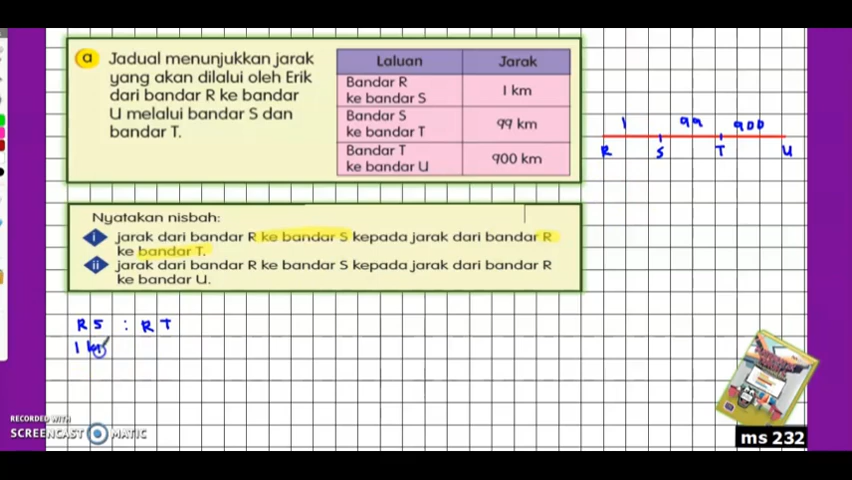 a Jadual menunjukkan jarak
yang akan dilalui oleh Erik
dari bandar R ke bandar
U melalui bandar S dan
bandar T.
Laluan Jarak
Bandar R
ke bandar S
1 km
Bandar S
ke bandar T
99 km
Bandar T
ke bandar U
900 km
1 99 900
R S T U
Nyatakan nisbah:
i jarak dari bandar R ke bandar S kepada jarak dari bandar R
ke bandar T.
ii jarak dari bandar R ke bandar S kepada jarak dari bandar R
ke bandar U.
R S : R T
1 km
RECORDED WITH
SCREENCAST MATIC
ms 232